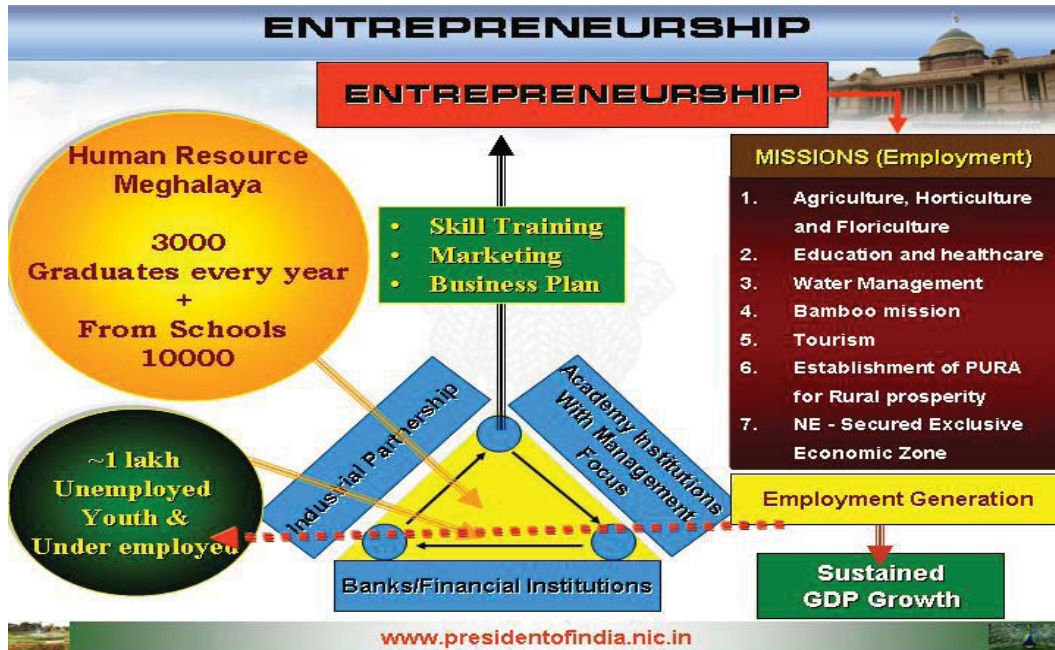 ENTREPRENEURSHIP
ENTREPRENEURSHIP
Human Resource
Meghalaya
3000
Graduates every year
+
From Schools
10000
• Skill Training
• Marketing
• Business Plan
MISSIONS (Employment)
1. Agriculture, Horticulture
and Floriculture
2. Education and healthcare
3. Water Management
4. Bamboo mission
5. Tourism
6. Establishment of PURA
for Rural prosperity
7. NE - Secured Exclusive
Economic Zone
~1 lakh
Unemployed
Youth &
Under employed
Industrial Partnership
Academy Institutions
With Management
Focus
Banks/Financial Institutions
Employment Generation
Sustained
GDP Growth
www.presidentofindia.nic.in